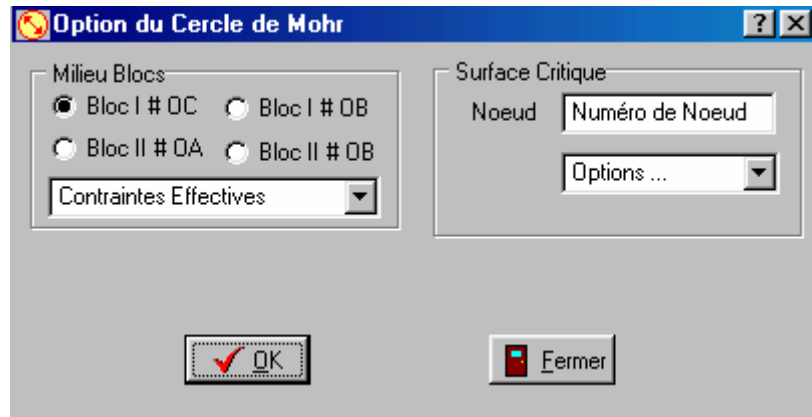 Option du Cercle de Mohr
Milieu Blocs
Bloc I # OC
Bloc I # OB
Bloc II # OA
Bloc II # OB
Contraintes Effectives
Surface Critique
Noeud
Numéro de Noeud
Options ...
OK
Fermer